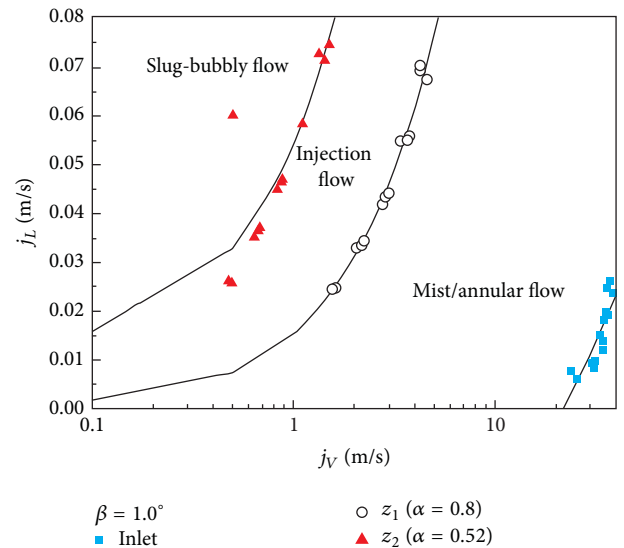 0.08
0.07
0.06
0.05
0.04
0.03
0.02
0.01
0.00
j_L (m/s)
Slug-bubbly flow
Injection
flow
Mist/annular flow
0.1 1 10
j_V (m/s)
β = 1.0°
Inlet
z_1 (α = 0.8)
z_2 (α = 0.52)